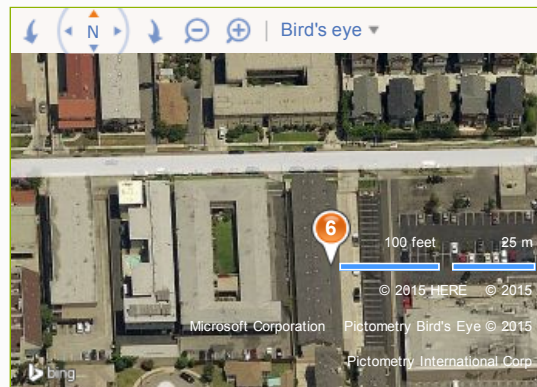 N Bird's eye
6
100 feet 25 m
© 2015 HERE © 2015
Microsoft Corporation Pictometry Bird's Eye © 2015
Pictometry International Corp
bing